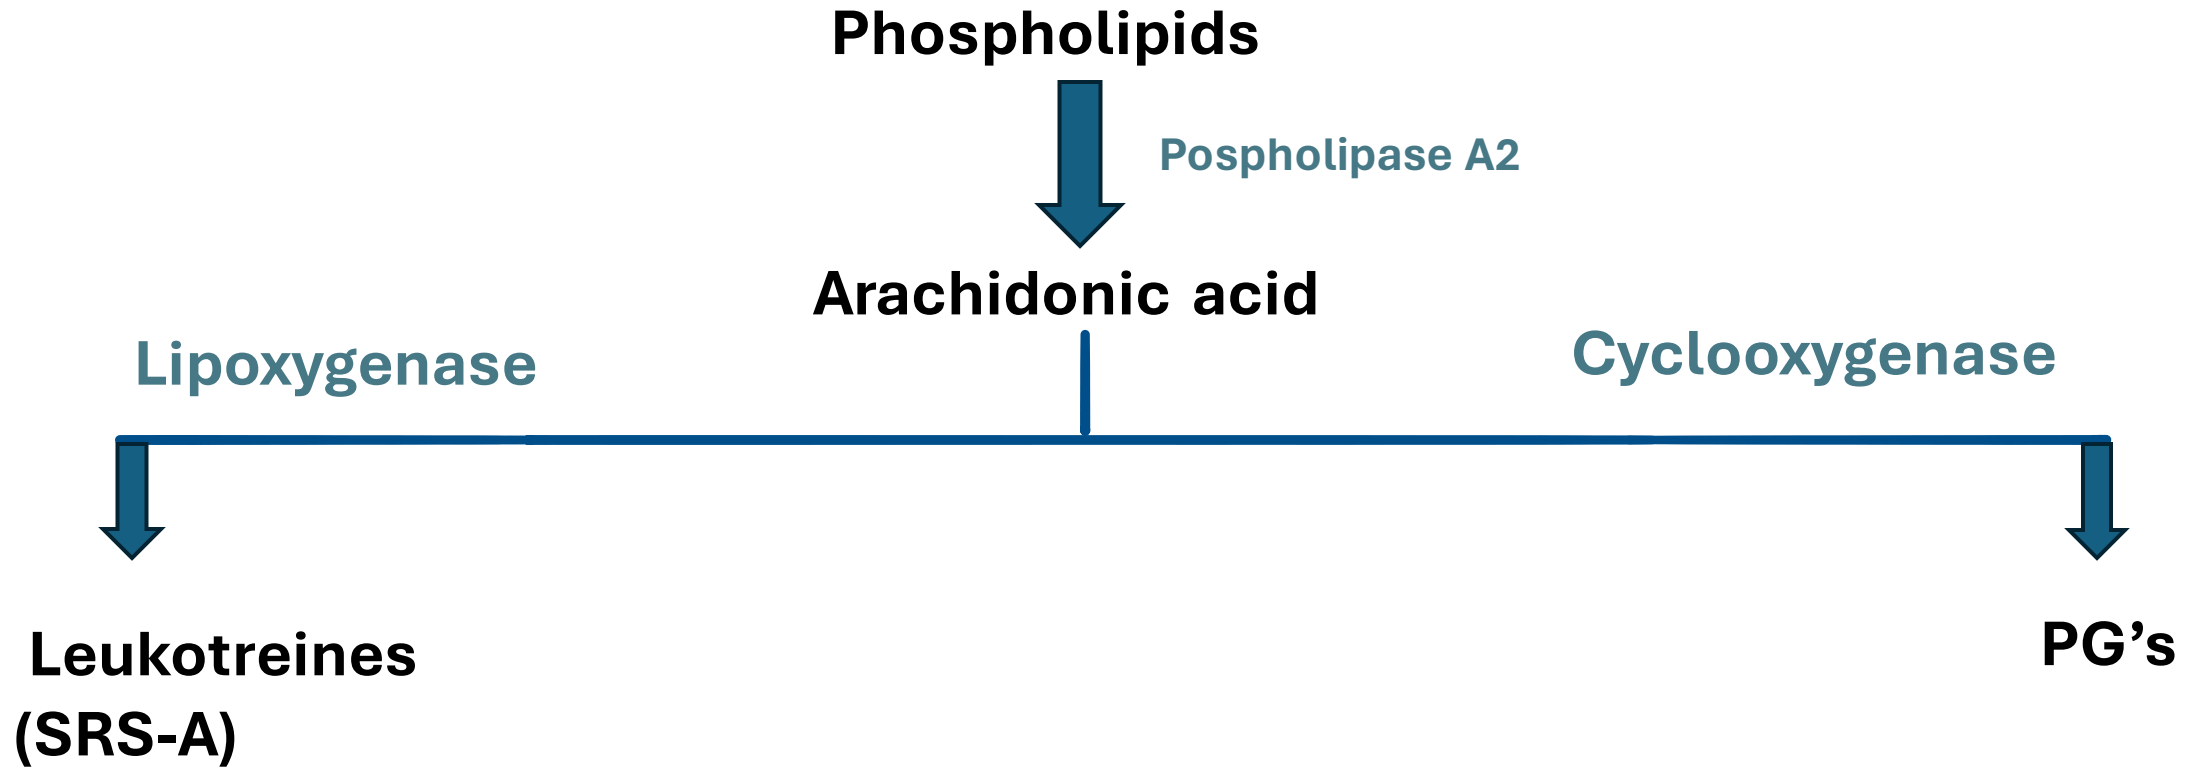 Phospholipids
Pospholipase A2
Arachidonic acid
Lipoxygenase
Cyclooxygenase
Leukotreines
(SRS-A)
PG’s